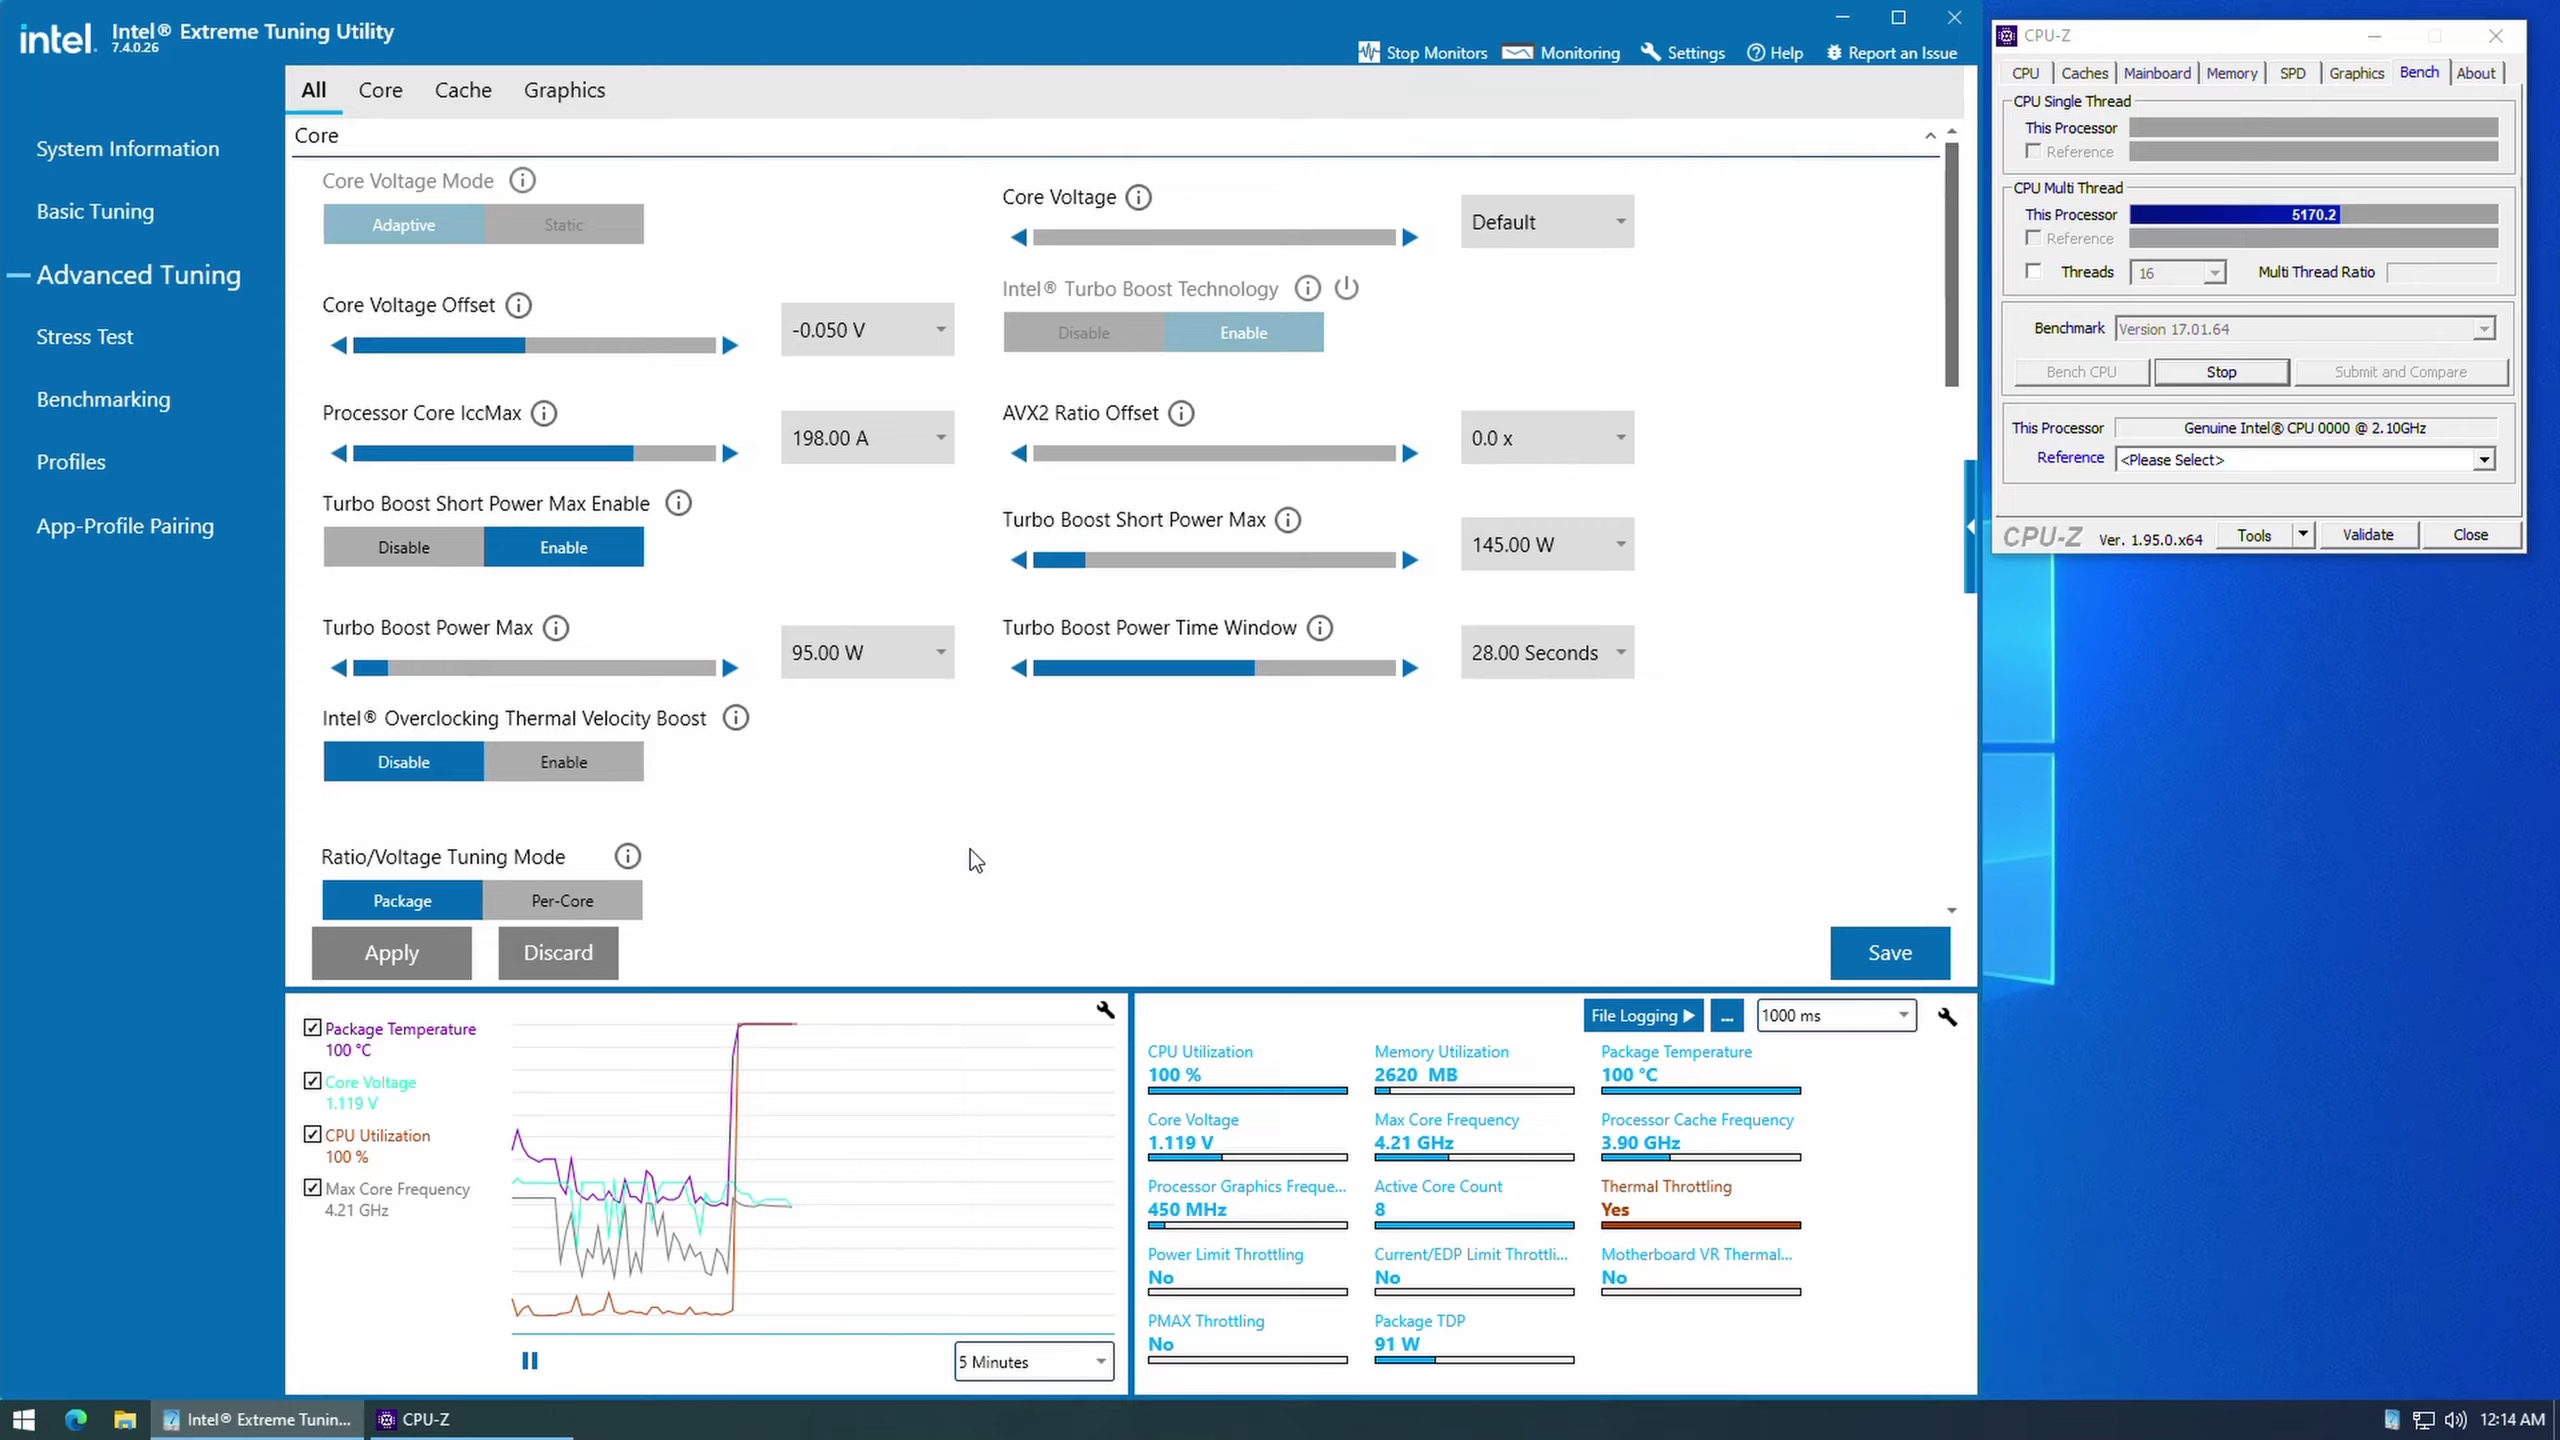 intel.
Intel® Extreme Tuning Utility
7.4.0.26
Stop Monitors
Monitoring
Settings
Help
Report an Issue
System Information
Basic Tuning
Advanced Tuning
Stress Test
Benchmarking
Profiles
App-Profile Pairing
All
Core
Cache
Graphics
Core
Core Voltage Mode
Adaptive
Static
Core Voltage
Default
Core Voltage Offset
-0.050 V
Intel® Turbo Boost Technology
Disable
Enable
Processor Core IccMax
198.00 A
AVX2 Ratio Offset
0.0 x
Turbo Boost Short Power Max Enable
Disable
Enable
Turbo Boost Short Power Max
145.00 W
Turbo Boost Power Max
95.00 W
Turbo Boost Power Time Window
28.00 Seconds
Intel® Overclocking Thermal Velocity Boost
Disable
Enable
Ratio/Voltage Tuning Mode
Package
Per-Core
Apply
Discard
Save
Package Temperature
100 °C
Core Voltage
1.119 V
CPU Utilization
100 %
Max Core Frequency
4.21 GHz
5 Minutes
File Logging
...
1000 ms
CPU Utilization
100 %
Memory Utilization
2620 MB
Package Temperature
100 °C
Core Voltage
1.119 V
Max Core Frequency
4.21 GHz
Processor Cache Frequency
3.90 GHz
Processor Graphics Freque...
450 MHz
Active Core Count
8
Thermal Throttling
Yes
Power Limit Throttling
No
Current/EDP Limit Throttli...
No
Motherboard VR Thermal...
No
PMAX Throttling
No
Package TDP
91 W
CPU-Z
CPU
Caches
Mainboard
Memory
SPD
Graphics
Bench
About
CPU Single Thread
This Processor
Reference
CPU Multi Thread
This Processor
5170.2
Reference
Threads
16
Multi Thread Ratio
Benchmark
Version 17.01.64
Bench CPU
Stop
Submit and Compare
This Processor
Genuine Intel® CPU 0000 @ 2.10GHz
Reference
<Please Select>
CPU-Z
Ver. 1.95.0.x64
Tools
Validate
Close
Intel® Extreme Tunin...
CPU-Z
12:14 AM